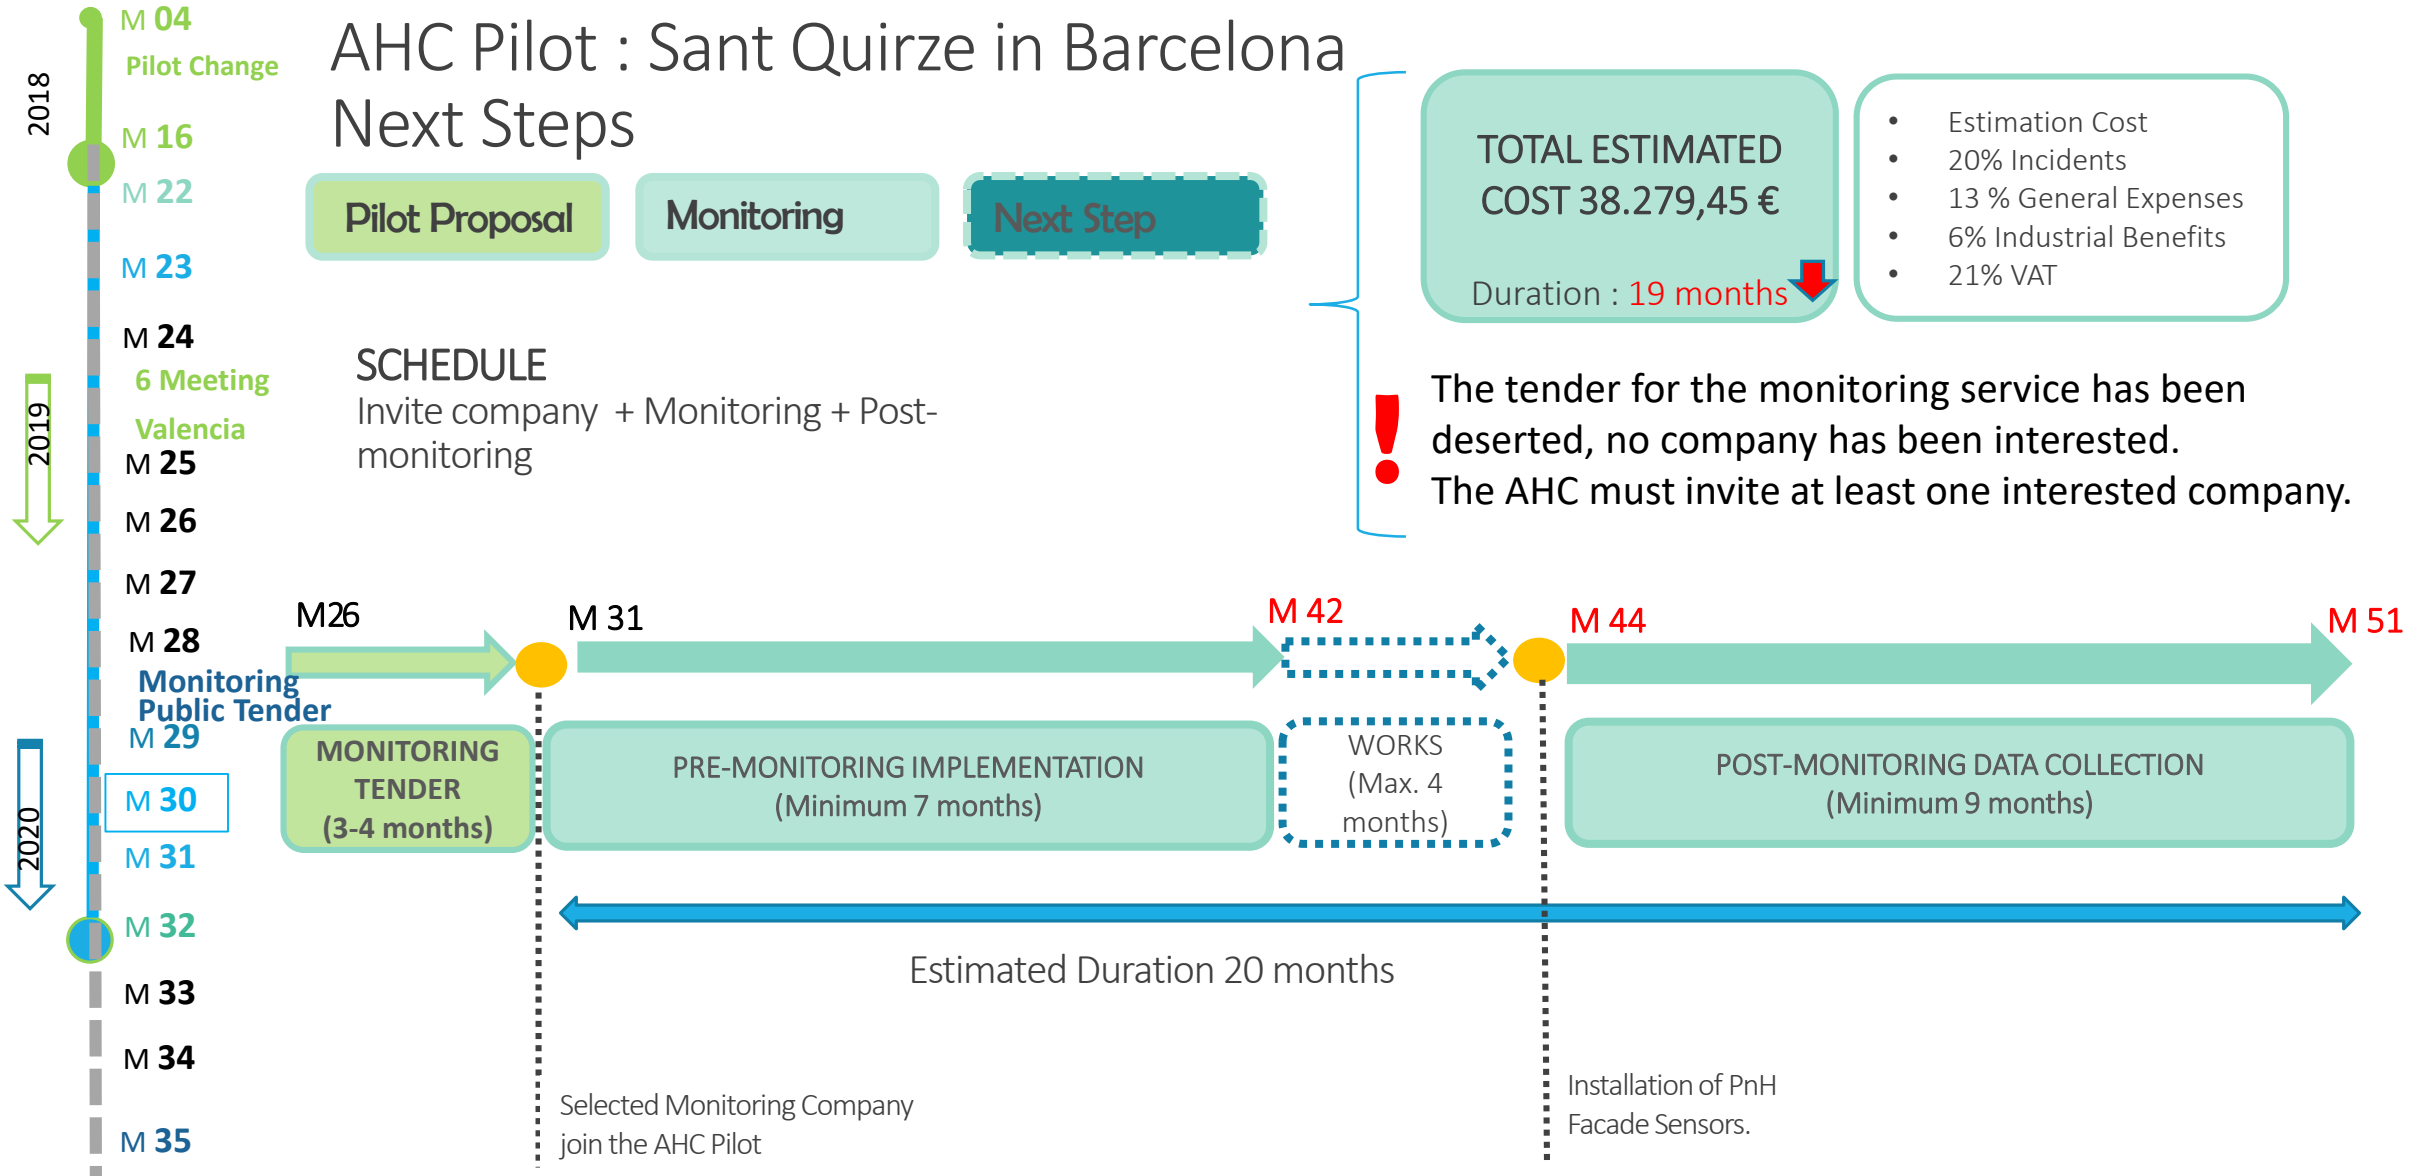 AHC Pilot : Sant Quirze in Barcelona
Next Steps
2018
M 04
Pilot Change
M 16
M 22
M 23
M 24
6 Meeting
Valencia
2019
M 25
M 26
M 27
M 28
Monitoring
Public Tender
M 29
2020
M 30
M 31
M 32
M 33
M 34
M 35
Pilot Proposal
Monitoring
Next Step
SCHEDULE
Invite company + Monitoring + Post-
monitoring
TOTAL ESTIMATED
COST 38.279,45 €
Duration : 19 months
• Estimation Cost
• 20% Incidents
• 13 % General Expenses
• 6% Industrial Benefits
• 21% VAT
!
The tender for the monitoring service has been
deserted, no company has been interested.
The AHC must invite at least one interested company.
M26
M 31
M 42
M 44
M 51
MONITORING
TENDER
(3-4 months)
PRE-MONITORING IMPLEMENTATION
(Minimum 7 months)
WORKS
(Max. 4
months)
POST-MONITORING DATA COLLECTION
(Minimum 9 months)
Estimated Duration 20 months
Selected Monitoring Company
join the AHC Pilot
Installation of PnH
Facade Sensors.